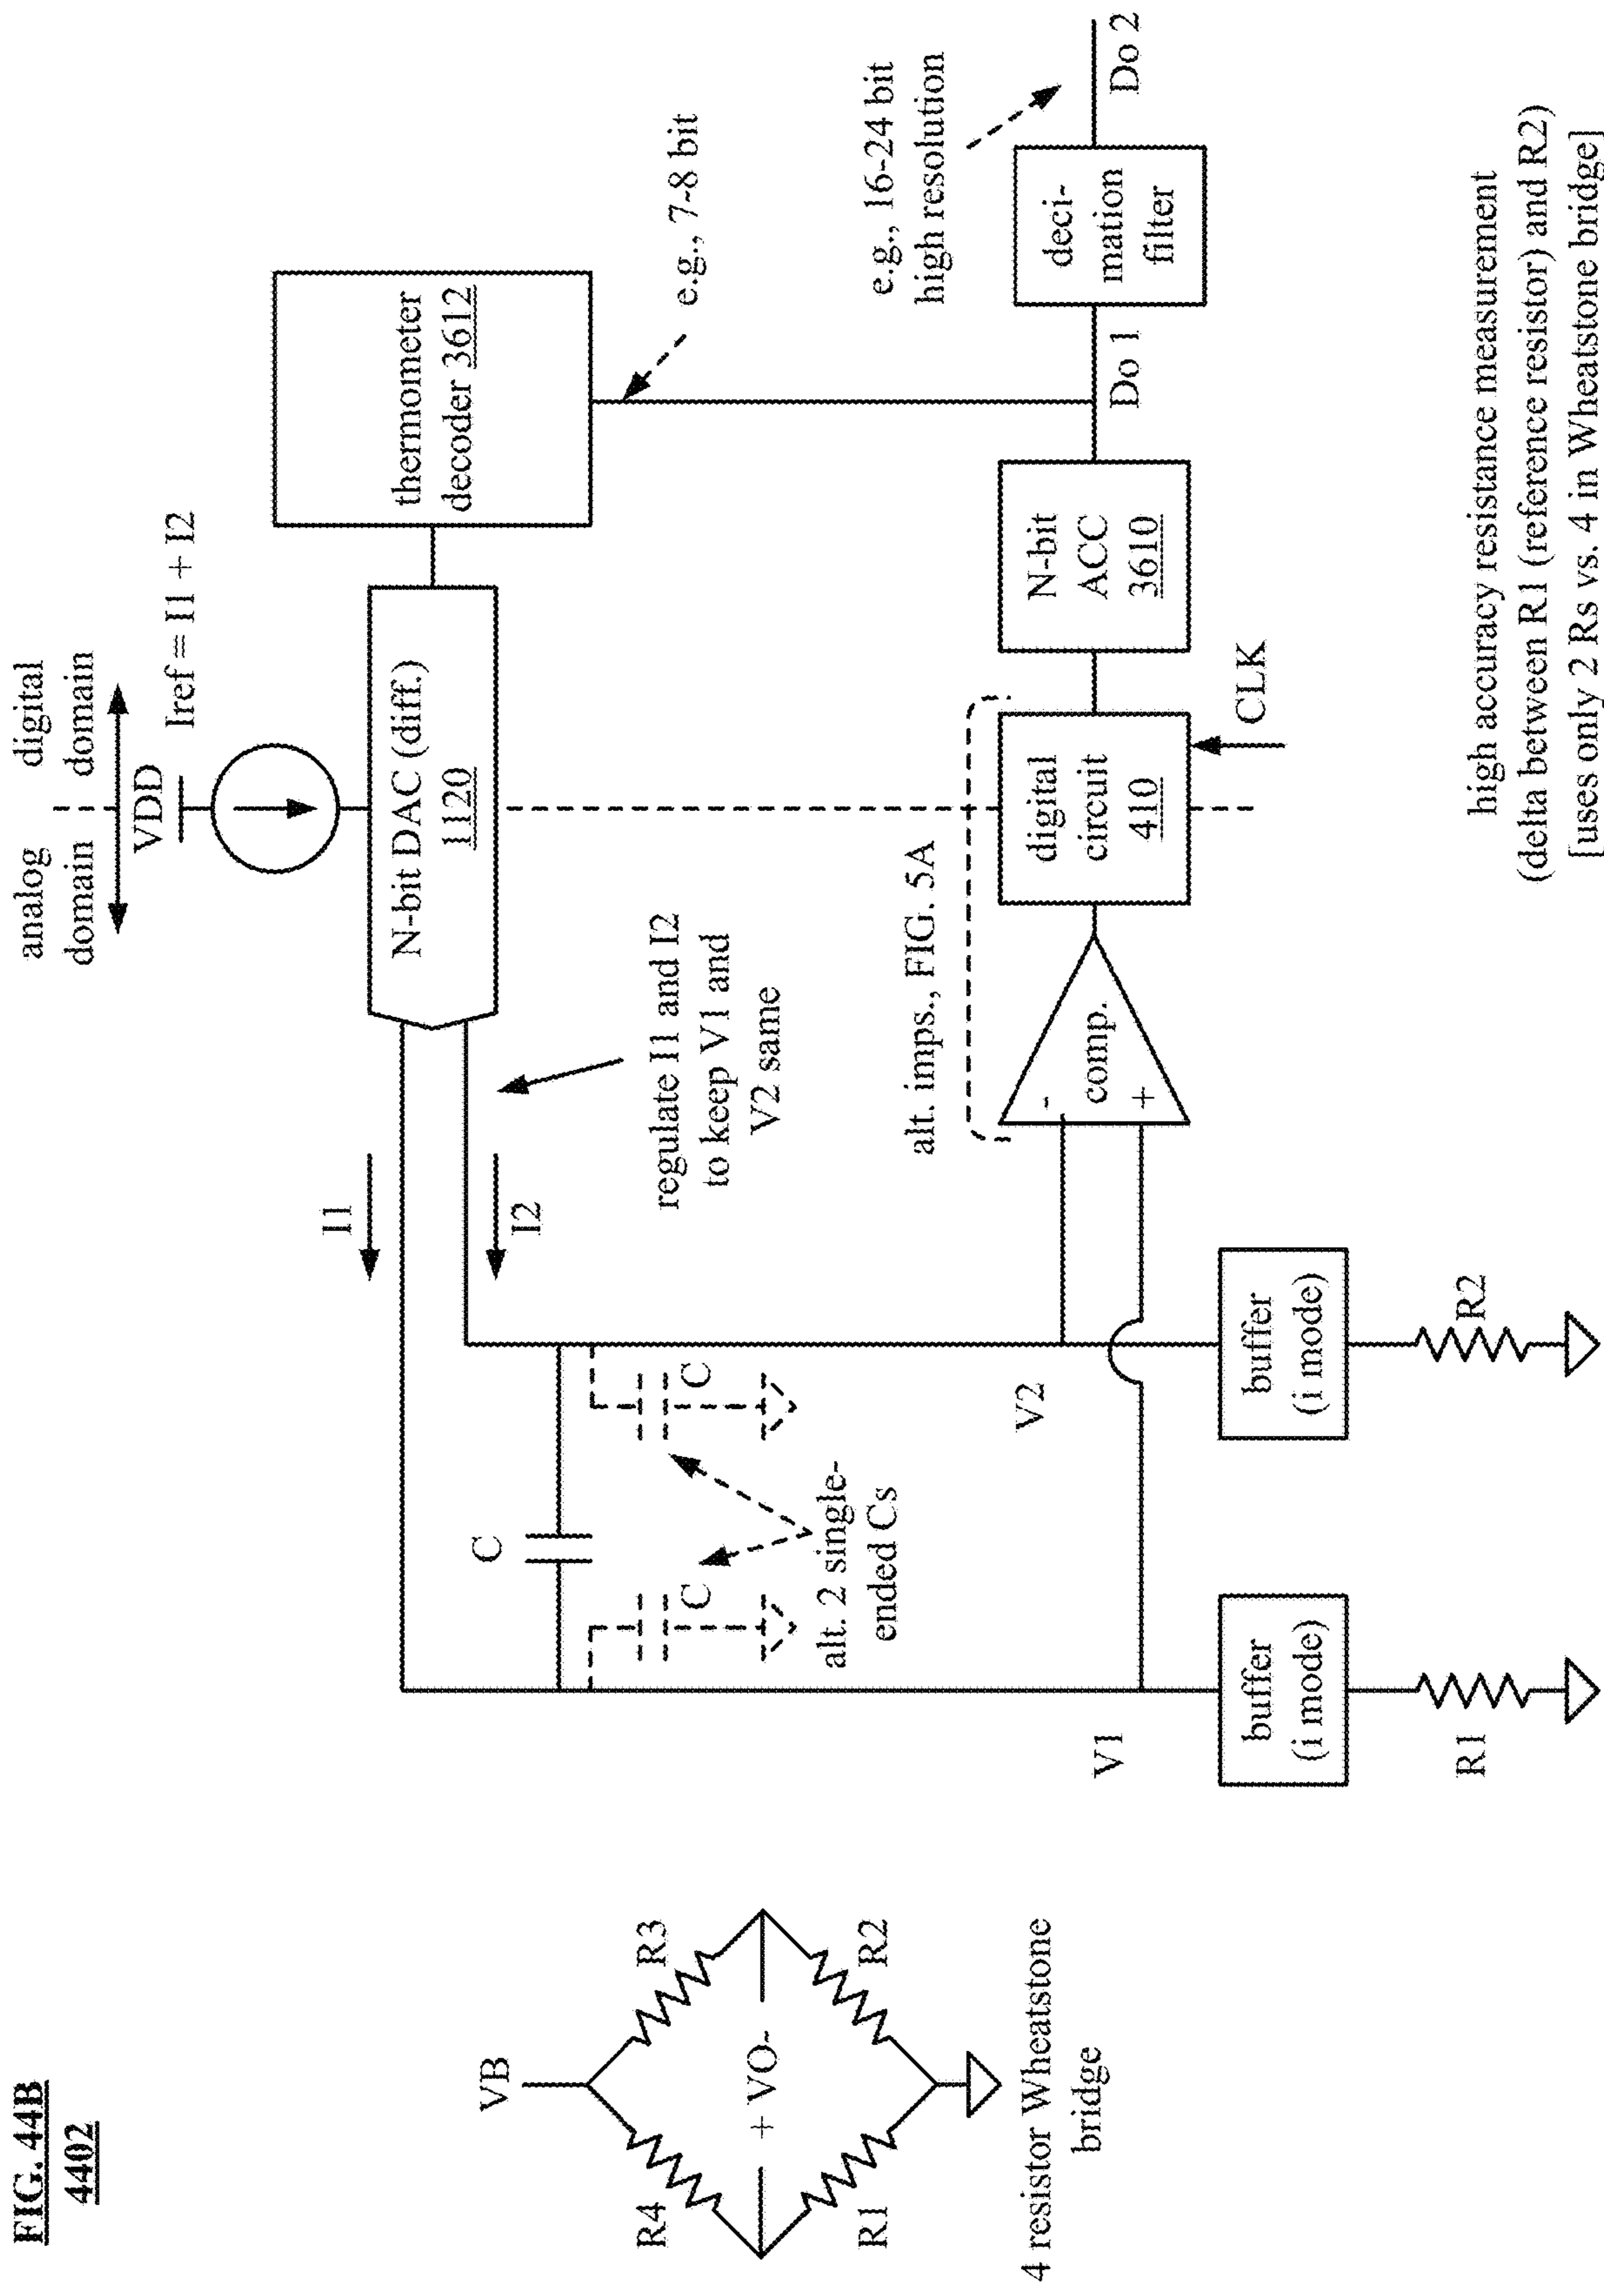 FIG. 44B
4402
VB
R4
R3
+ VO-
R1
R2
4 resistor Wheatstone
bridge
analog
domain
digital
domain
VDD
Iref = I1 + I2
I1
I2
N-bit DAC (diff.)
1120
thermometer
decoder 3612
e.g., 7-8 bit
regulate I1 and I2
to keep V1 and
V2 same
C
C
C
alt. 2 single-
ended Cs
alt. imps., FIG. 5A
V1
V2
-
comp.
+
digital
circuit
410
CLK
N-bit
ACC
3610
Do 1
deci-
mation
filter
e.g., 16-24 bit
high resolution
Do 2
buffer
(i mode)
buffer
(i mode)
R1
R2
high accuracy resistance measurement
(delta between R1 (reference resistor) and R2)
[uses only 2 Rs vs. 4 in Wheatstone bridge]